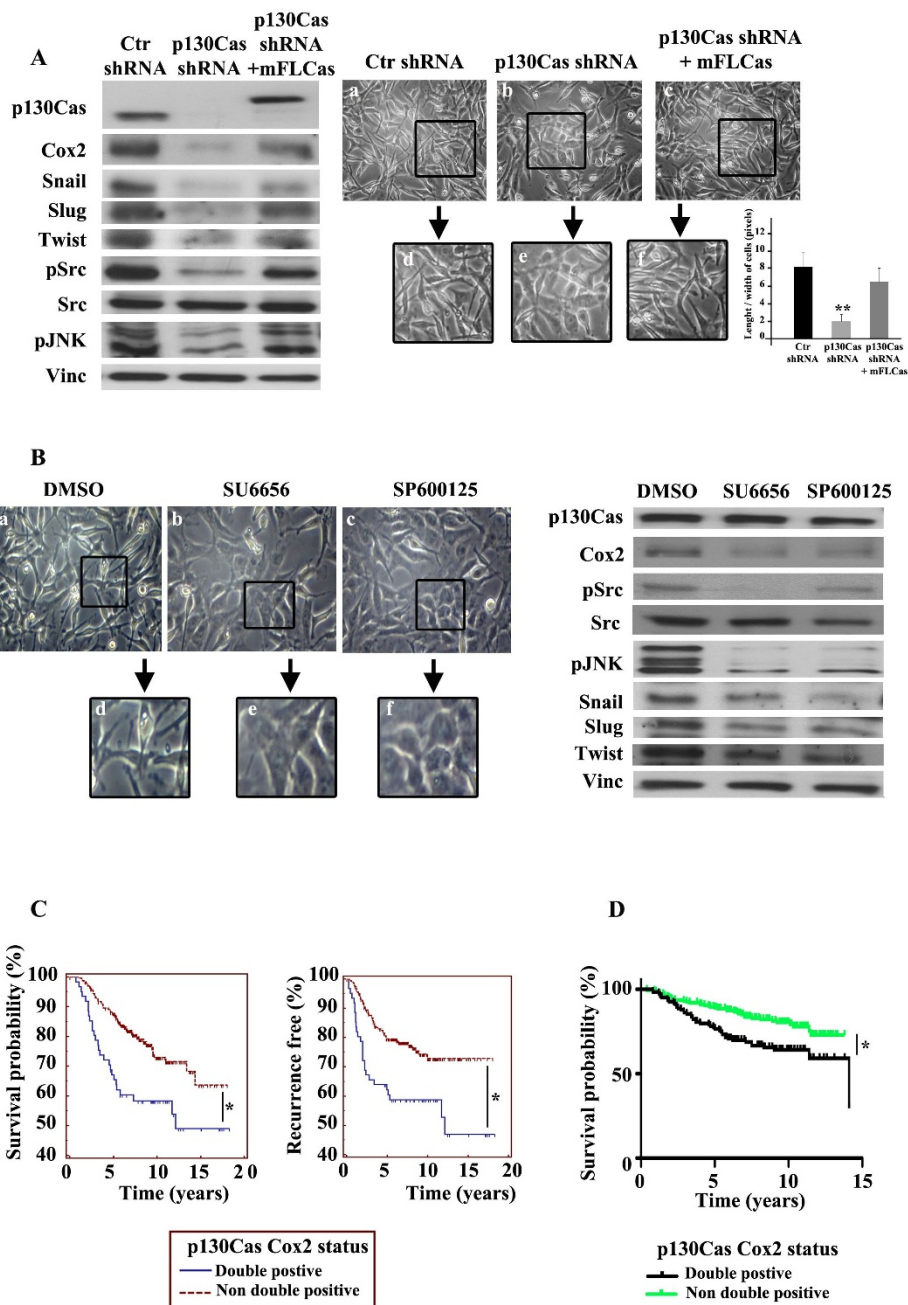 A
Ctr shRNA
p130Cas shRNA
p130Cas shRNA +mFLCas
p130Cas
Cox2
Snail
Slug
Twist
pSrc
Src
pJNK
Vinc
Ctr shRNA
p130Cas shRNA
p130Cas shRNA + mFLCas
a
b
c
d
e
f
Lenght / width of cells (pixels)
12
10
8
6
4
2
0
**
Ctr shRNA
p130Cas shRNA
p130Cas shRNA + mFLCas
B
DMSO
SU6656
SP600125
a
b
c
d
e
f
DMSO
SU6656
SP600125
p130Cas
Cox2
pSrc
Src
pJNK
Snail
Slug
Twist
Vinc
C
Survival probability (%)
100
90
80
70
60
50
40
*
0
5
10
15
20
Time (years)
Recurrence free (%)
100
90
80
70
60
50
40
*
0
5
10
15
20
Time (years)
p130Cas Cox2 status
Double postive
Non double positive
D
Survival probability (%)
100
50
0
*
0
5
10
15
Time (years)
p130Cas Cox2 status
Double positive
Non double positive